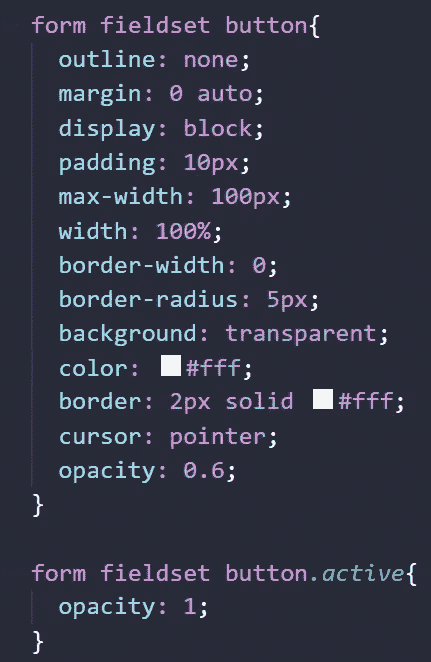 form fieldset button{
outline: none;
margin: 0 auto;
display: block;
padding: 10px;
max-width: 100px;
width: 100%;
border-width: 0;
border-radius: 5px;
background: transparent;
color: #fff;
border: 2px solid #fff;
cursor: pointer;
opacity: 0.6;
}
form fieldset button.active{
opacity: 1;
}